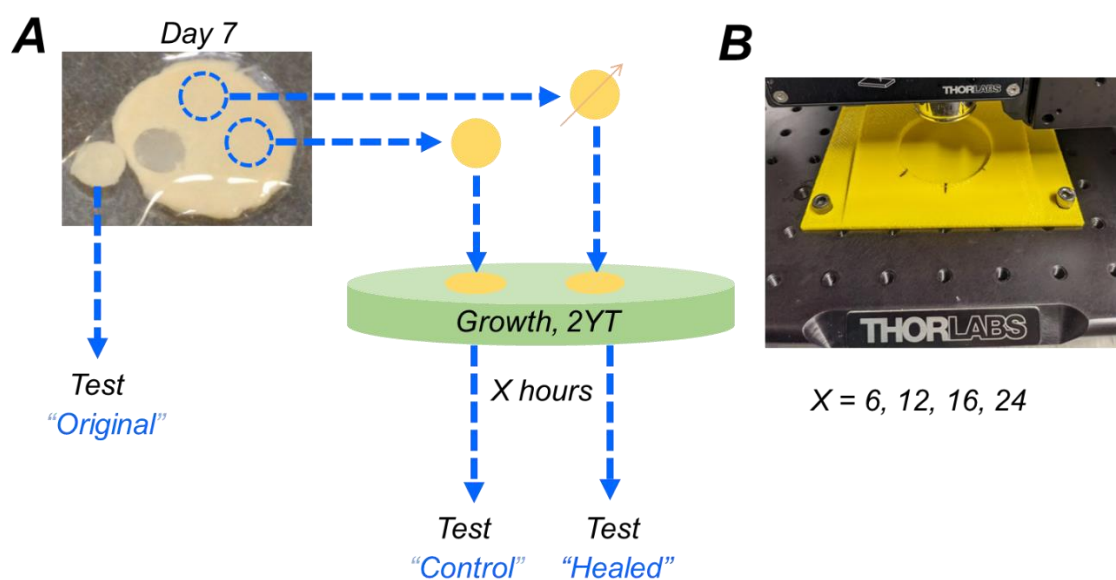 A
Day 7
Growth, 2YT
X hours
Test
“Original”
Test
“Control”
Test
“Healed”
B
THORLABS
THORLABS
X = 6, 12, 16, 24